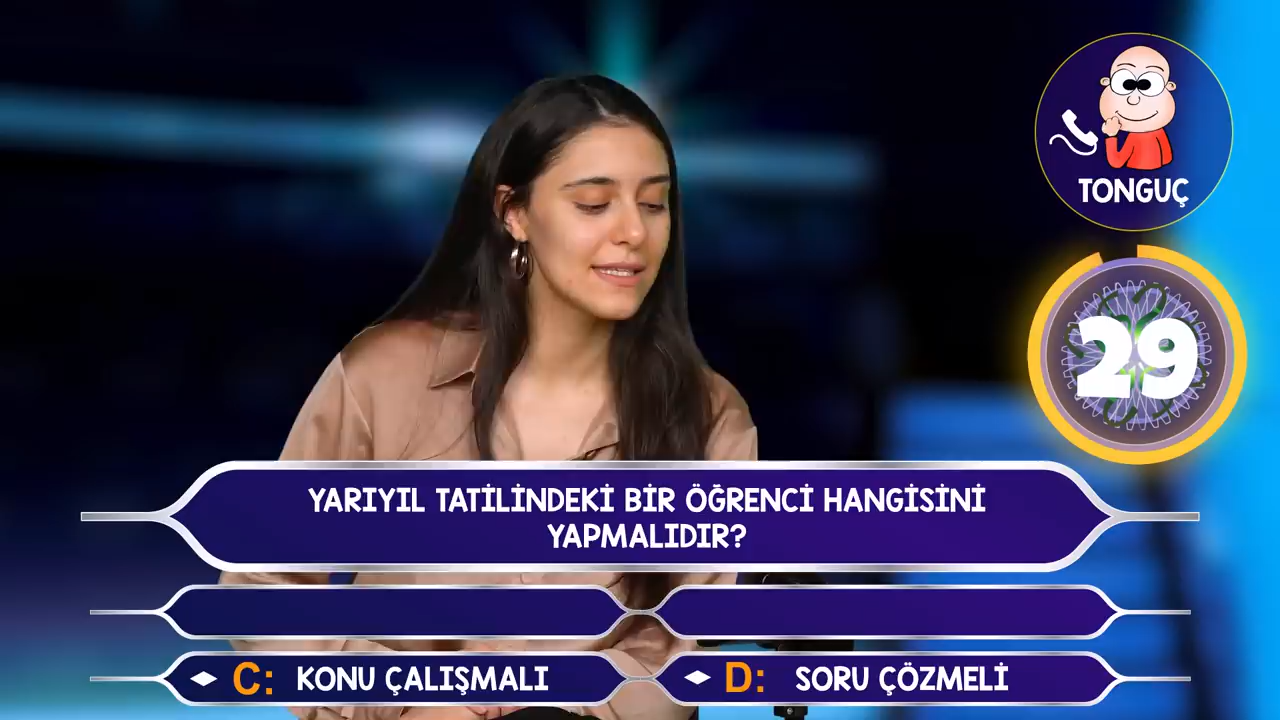 TONGUÇ
29
YARIYIL TATİLİNDEKİ BİR ÖĞRENCİ HANGİSİNİ
YAPMALIDIR?
C: KONU ÇALIŞMALI
D: SORU ÇÖZMELİ